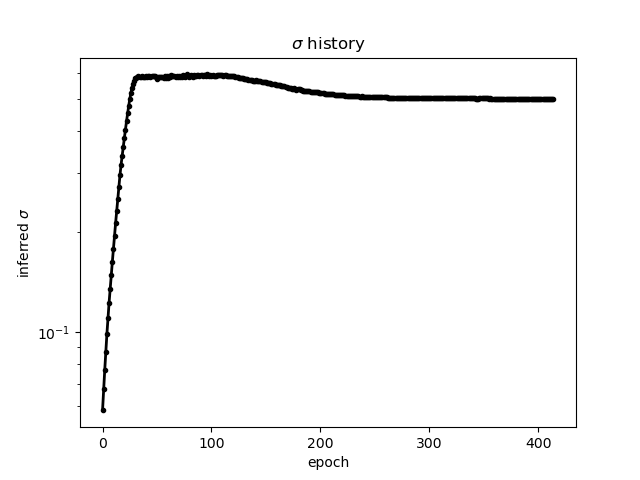 σ history
inferred σ
10⁻¹
0 100 200 300 400
epoch